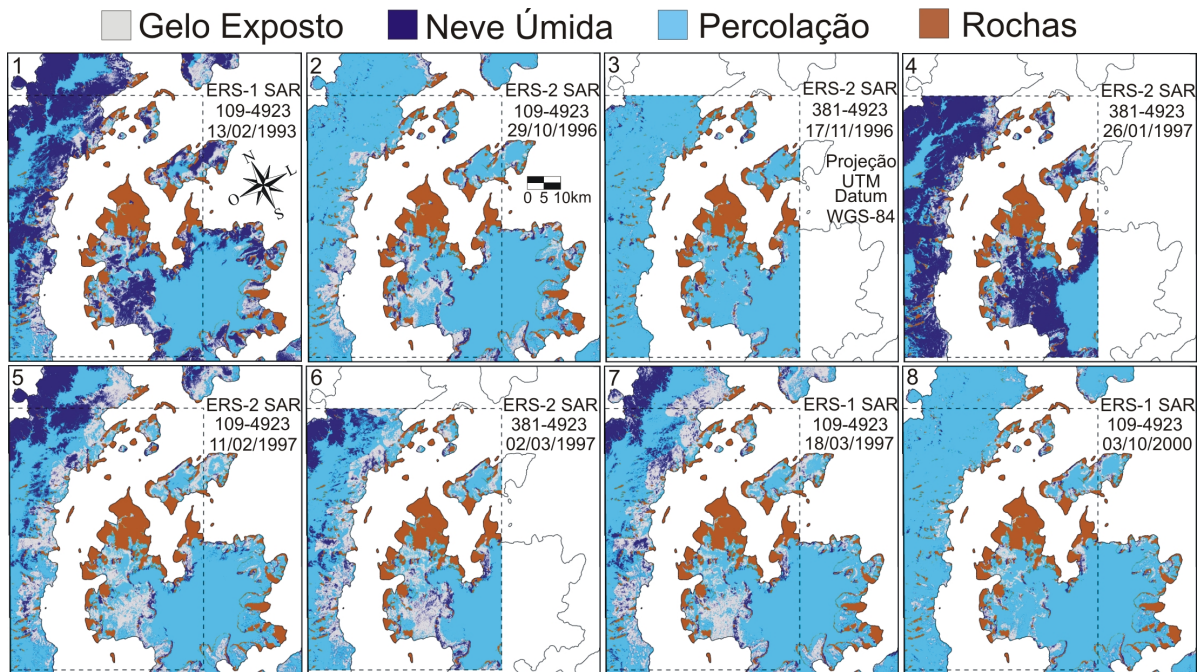 Gelo Exposto Neve Úmida Percolação Rochas
1
ERS-1 SAR
109-4923
13/02/1993
N
L
O
S
2
ERS-2 SAR
109-4923
29/10/1996
0 5 10km
3
ERS-2 SAR
381-4923
17/11/1996
Projeção
UTM
Datum
WGS-84
4
ERS-2 SAR
381-4923
26/01/1997
5
ERS-2 SAR
109-4923
11/02/1997
6
ERS-2 SAR
381-4923
02/03/1997
7
ERS-1 SAR
109-4923
18/03/1997
8
ERS-1 SAR
109-4923
03/10/2000